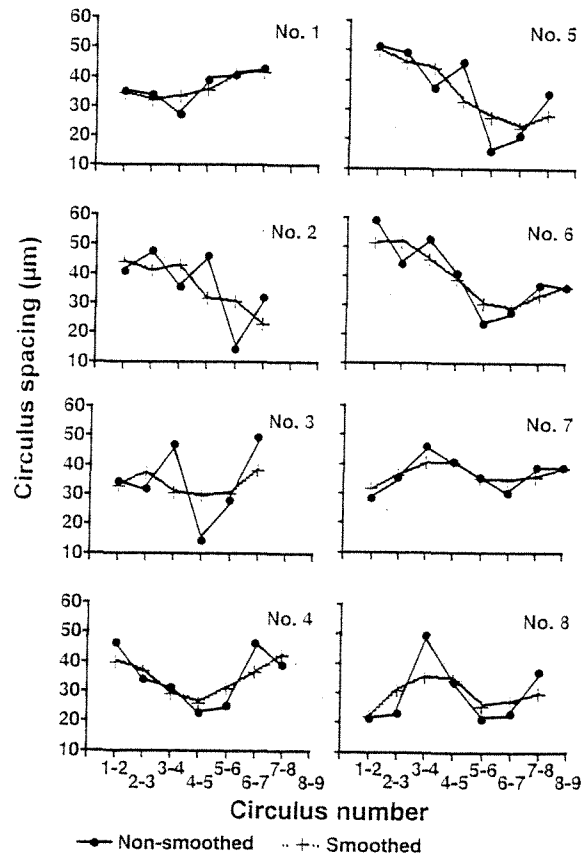 No. 1
60
50
40
30
20
10
No. 5
No. 2
60
50
40
30
20
10
No. 6
Circulus spacing (µm)
No. 3
60
50
40
30
20
10
No. 7
No. 4
60
50
40
30
20
10
No. 8
1-2 3-4 5-6 7-8
2-3 4-5 6-7 8-9
1-2 3-4 5-6 7-8
2-3 4-5 6-7 8-9
Circulus number
Non-smoothed Smoothed